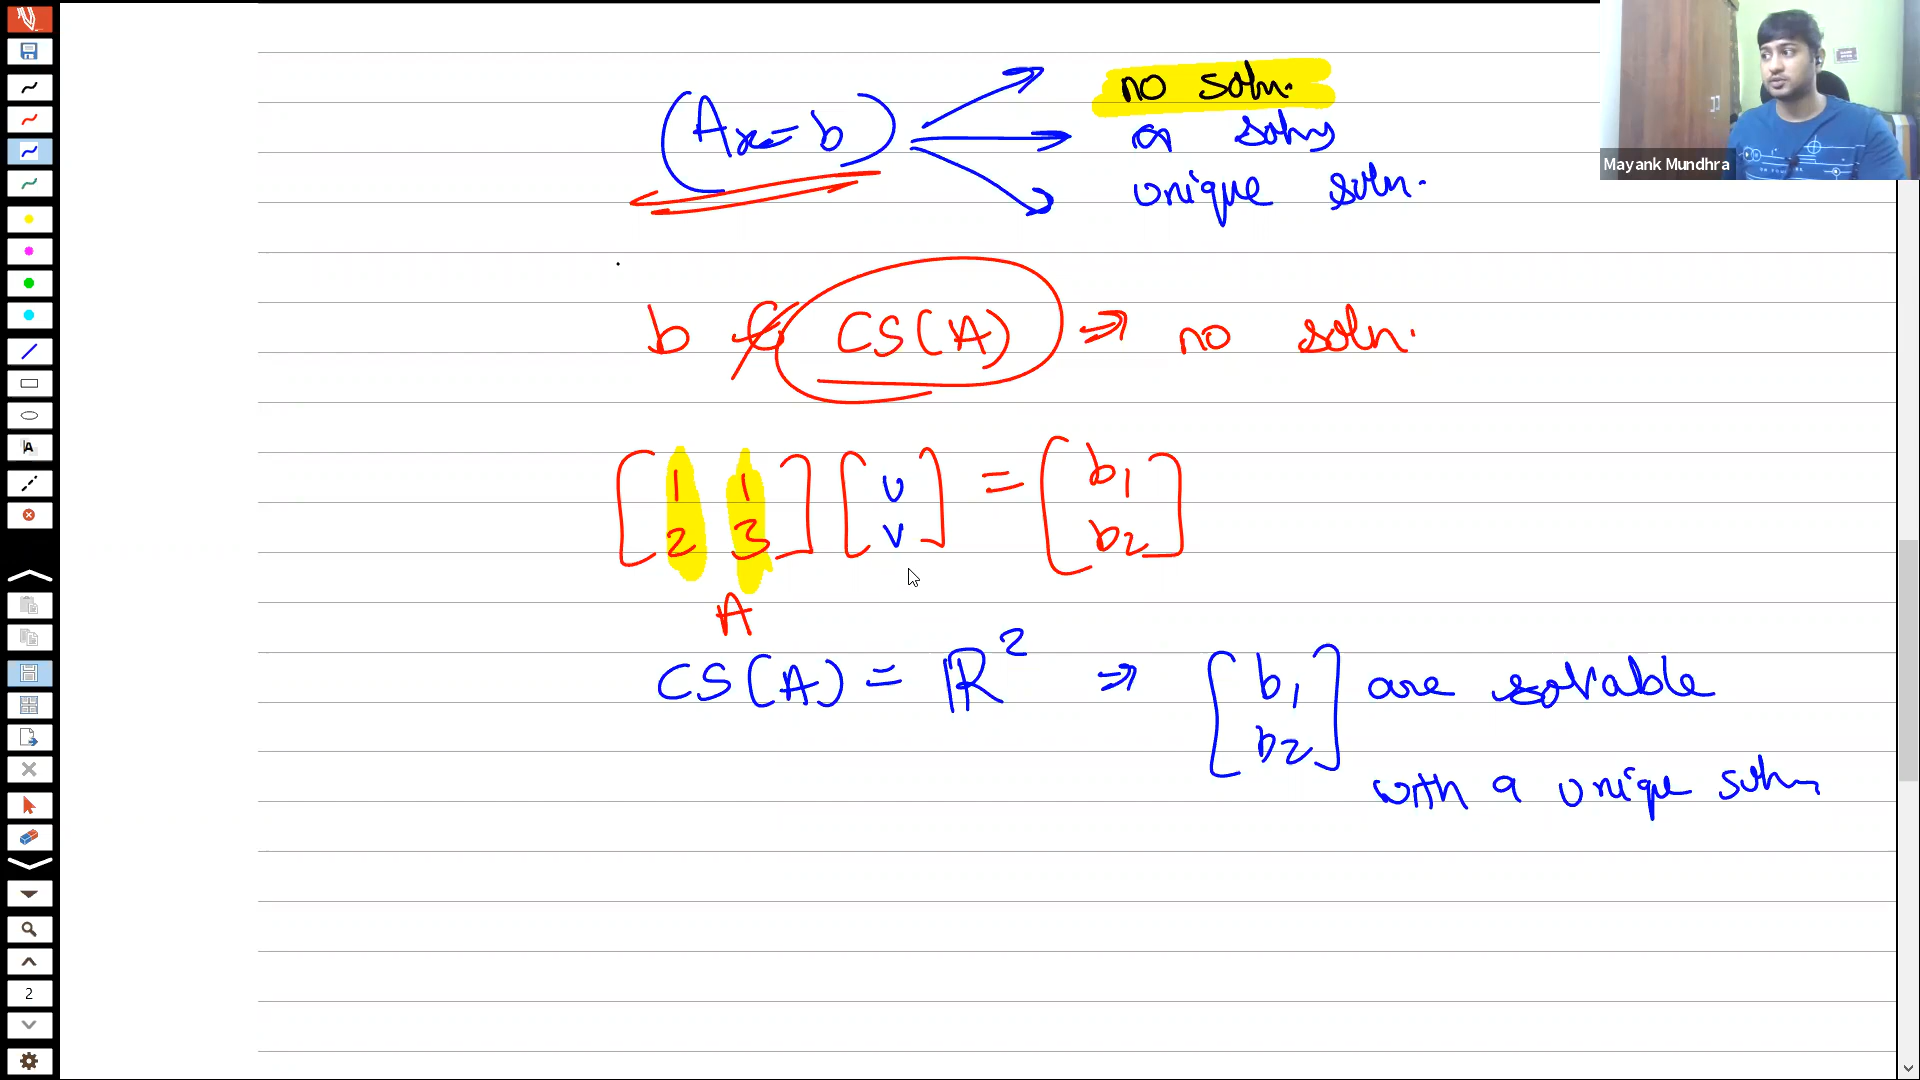 no soln.
(Ax = b) ∞ solns
unique soln.
Mayank Mundhra
b ∉ CS(A) ⇒ no soln.
[1 1] [u] = [b1]
[2 3] [v] [b2]
A
CS(A) = ℝ² ⇒ [b1] are solvable
[b2]
with a unique soln
A
2